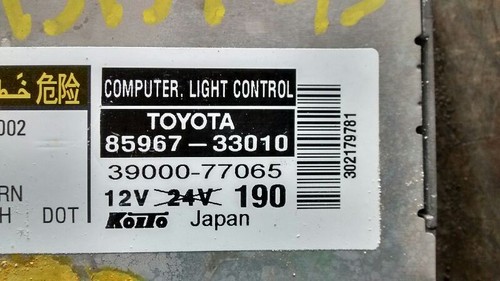 خطر 危险
COMPUTER, LIGHT CONTROL
TOYOTA
002
85967-33010
39000-77065
RN
12V 24V 190
H DOT
Koito Japan
302179781